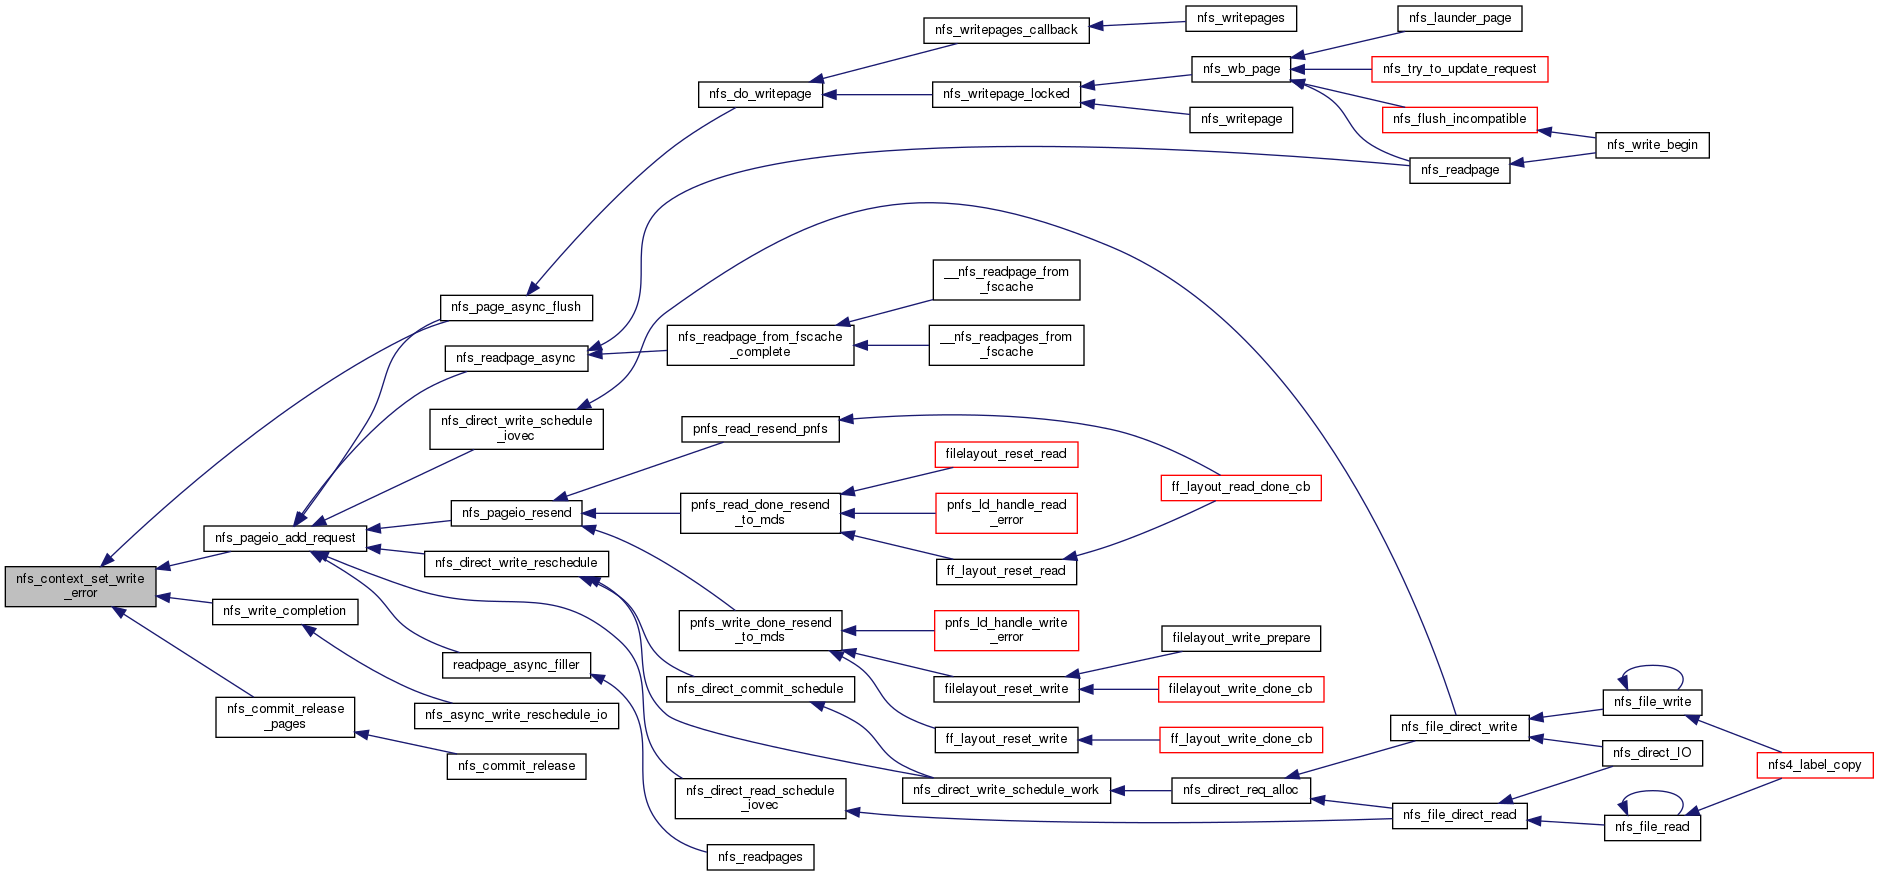 nfs_context_set_write
_error
nfs_pageio_add_request
nfs_write_completion
nfs_commit_release
_pages
nfs_page_async_flush
nfs_readpage_async
nfs_direct_write_schedule
_iovec
nfs_pageio_resend
nfs_direct_write_reschedule
readpage_async_filler
nfs_async_write_reschedule_io
nfs_commit_release
nfs_do_writepage
nfs_readpage_from_fscache
_complete
pnfs_read_resend_pnfs
pnfs_read_done_resend
_to_mds
pnfs_write_done_resend
_to_mds
nfs_direct_commit_schedule
nfs_direct_read_schedule
_iovec
nfs_readpages
nfs_writepages_callback
nfs_writepage_locked
__nfs_readpage_from
_fscache
__nfs_readpages_from
_fscache
filelayout_reset_read
pnfs_ld_handle_read
_error
ff_layout_reset_read
pnfs_ld_handle_write
_error
filelayout_reset_write
ff_layout_reset_write
nfs_direct_write_schedule_work
nfs_writepages
nfs_wb_page
nfs_writepage
ff_layout_read_done_cb
filelayout_write_prepare
filelayout_write_done_cb
ff_layout_write_done_cb
nfs_direct_req_alloc
nfs_launder_page
nfs_try_to_update_request
nfs_flush_incompatible
nfs_readpage
nfs_file_direct_write
nfs_file_direct_read
nfs_write_begin
nfs_file_write
nfs_direct_IO
nfs_file_read
nfs4_label_copy